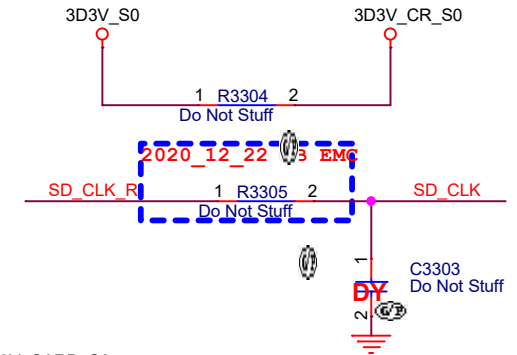 3D3V_S0 3D3V_CR_S0
1 R3304 2
Do Not Stuff
2020_12_22 B EMC
SD_CLK_R 1 R3305 2 SD_CLK
Do Not Stuff
1
C3303
Do Not Stuff
DY
2